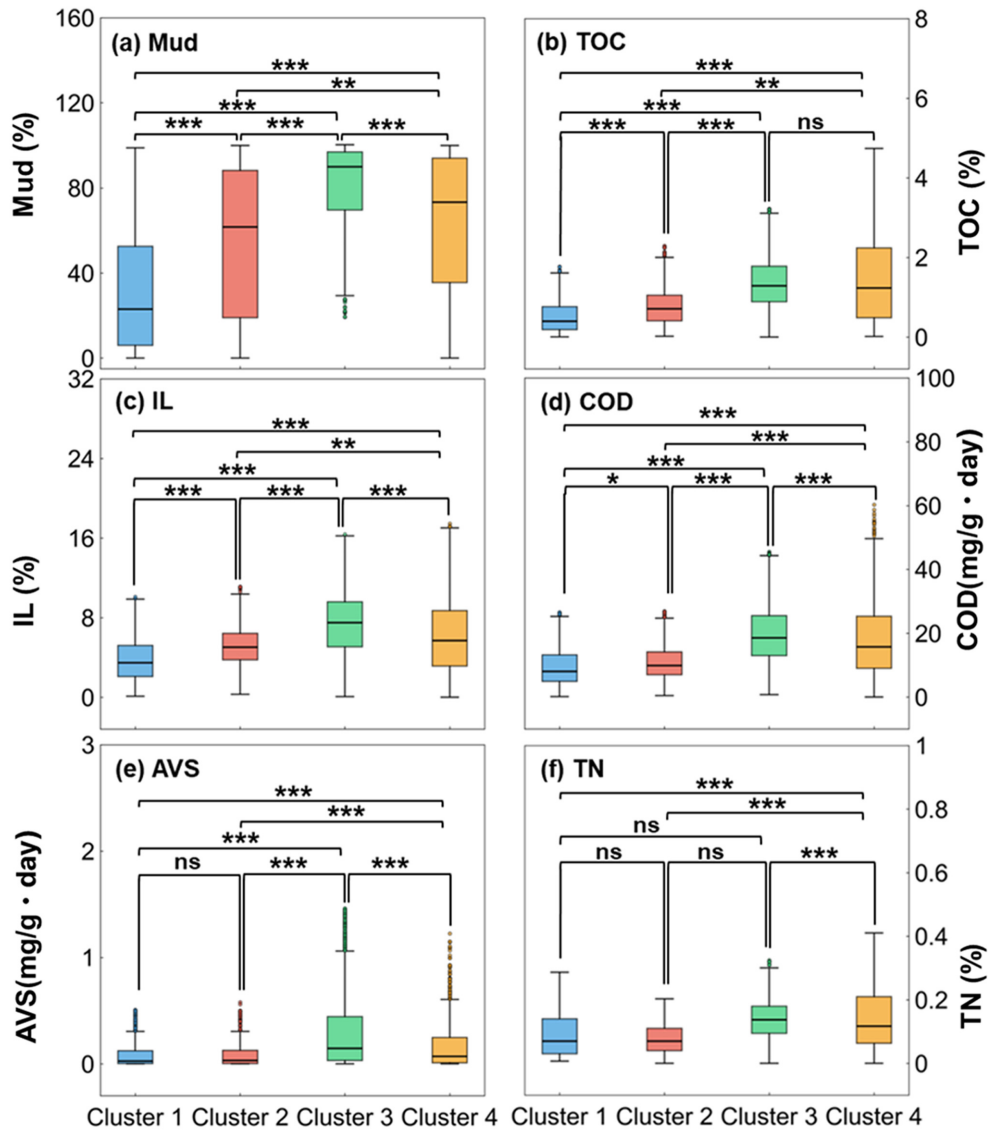 (a) Mud
Mud (%)
160
120
80
40
0
***
**
***
*** *** ***
(b) TOC
TOC (%)
8
6
4
2
0
***
**
***
*** *** ns
(c) IL
IL (%)
32
24
16
8
0
***
**
***
*** *** ***
(d) COD
COD(mg/g・day)
100
80
60
40
20
0
***
***
***
* *** ***
(e) AVS
AVS(mg/g・day)
3
2
1
0
***
***
***
ns *** ***
(f) TN
TN (%)
1
0.8
0.6
0.4
0.2
0
***
***
ns
ns ns ***
Cluster 1 Cluster 2 Cluster 3 Cluster 4
Cluster 1 Cluster 2 Cluster 3 Cluster 4